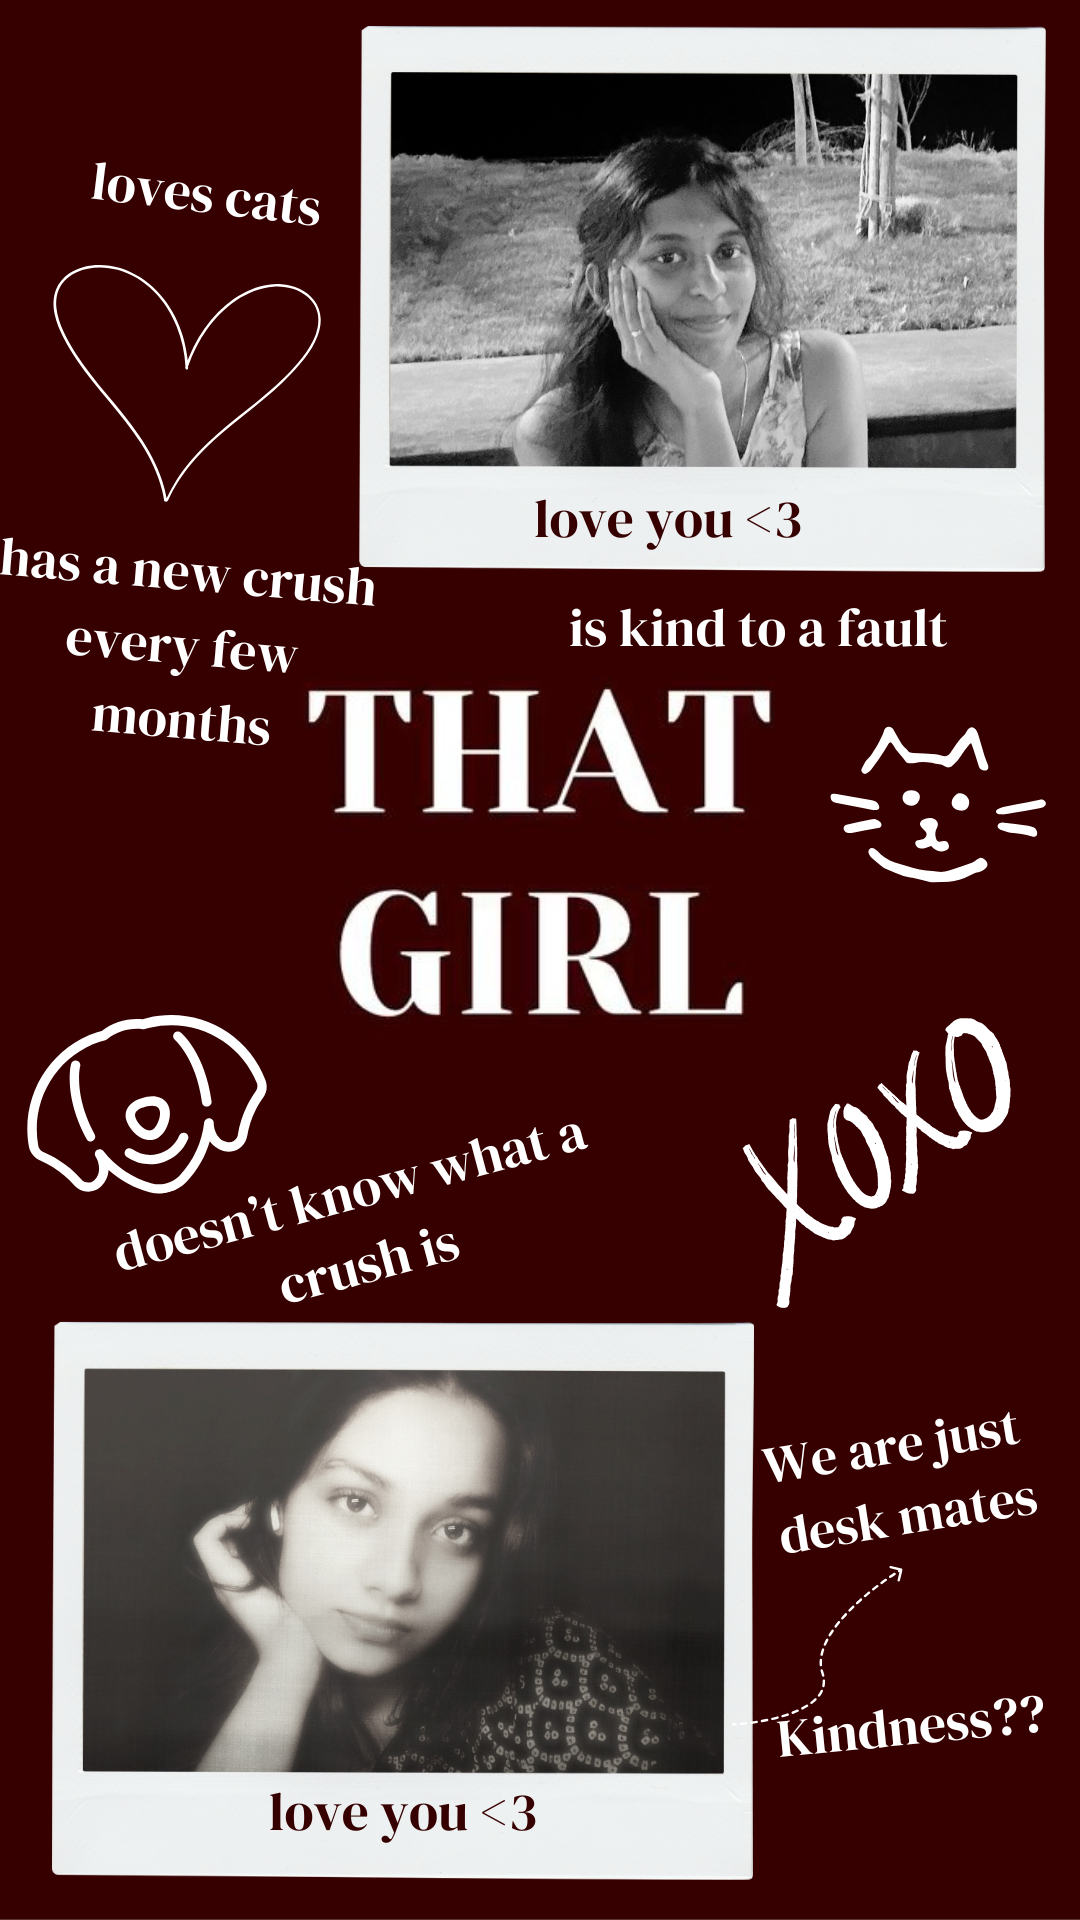 loves cats
love you <3
has a new crush
every few
months
is kind to a fault
THAT
GIRL
XOXO
doesn’t know what a
crush is
We are just
desk mates
Kindness??
love you <3